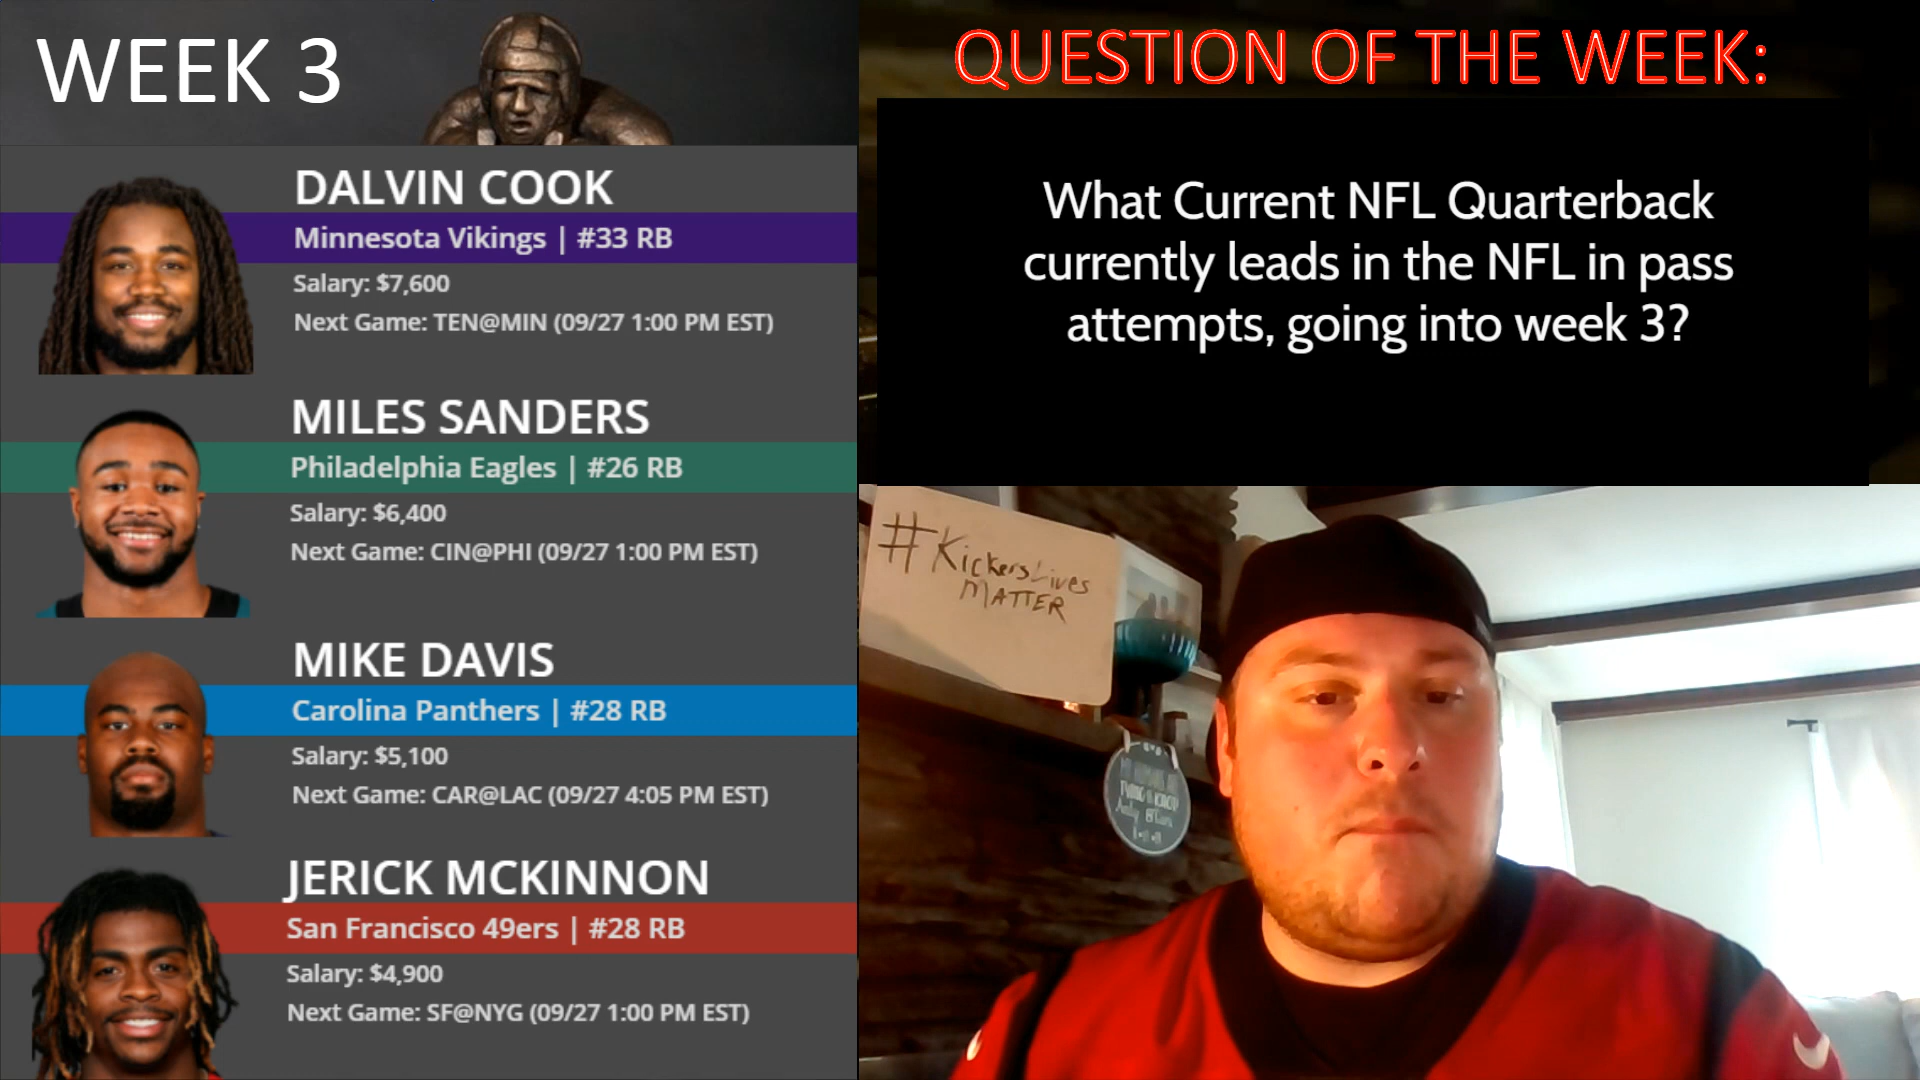 WEEK 3
DALVIN COOK
Minnesota Vikings | #33 RB
Salary: $7,600
Next Game: TEN@MIN (09/27 1:00 PM EST)
MILES SANDERS
Philadelphia Eagles | #26 RB
Salary: $6,400
Next Game: CIN@PHI (09/27 1:00 PM EST)
MIKE DAVIS
Carolina Panthers | #28 RB
Salary: $5,100
Next Game: CAR@LAC (09/27 4:05 PM EST)
JERICK MCKINNON
San Francisco 49ers | #28 RB
Salary: $4,900
Next Game: SF@NYG (09/27 1:00 PM EST)
QUESTION OF THE WEEK:
What Current NFL Quarterback
currently leads in the NFL in pass
attempts, going into week 3?
#KickersLives
MATTER